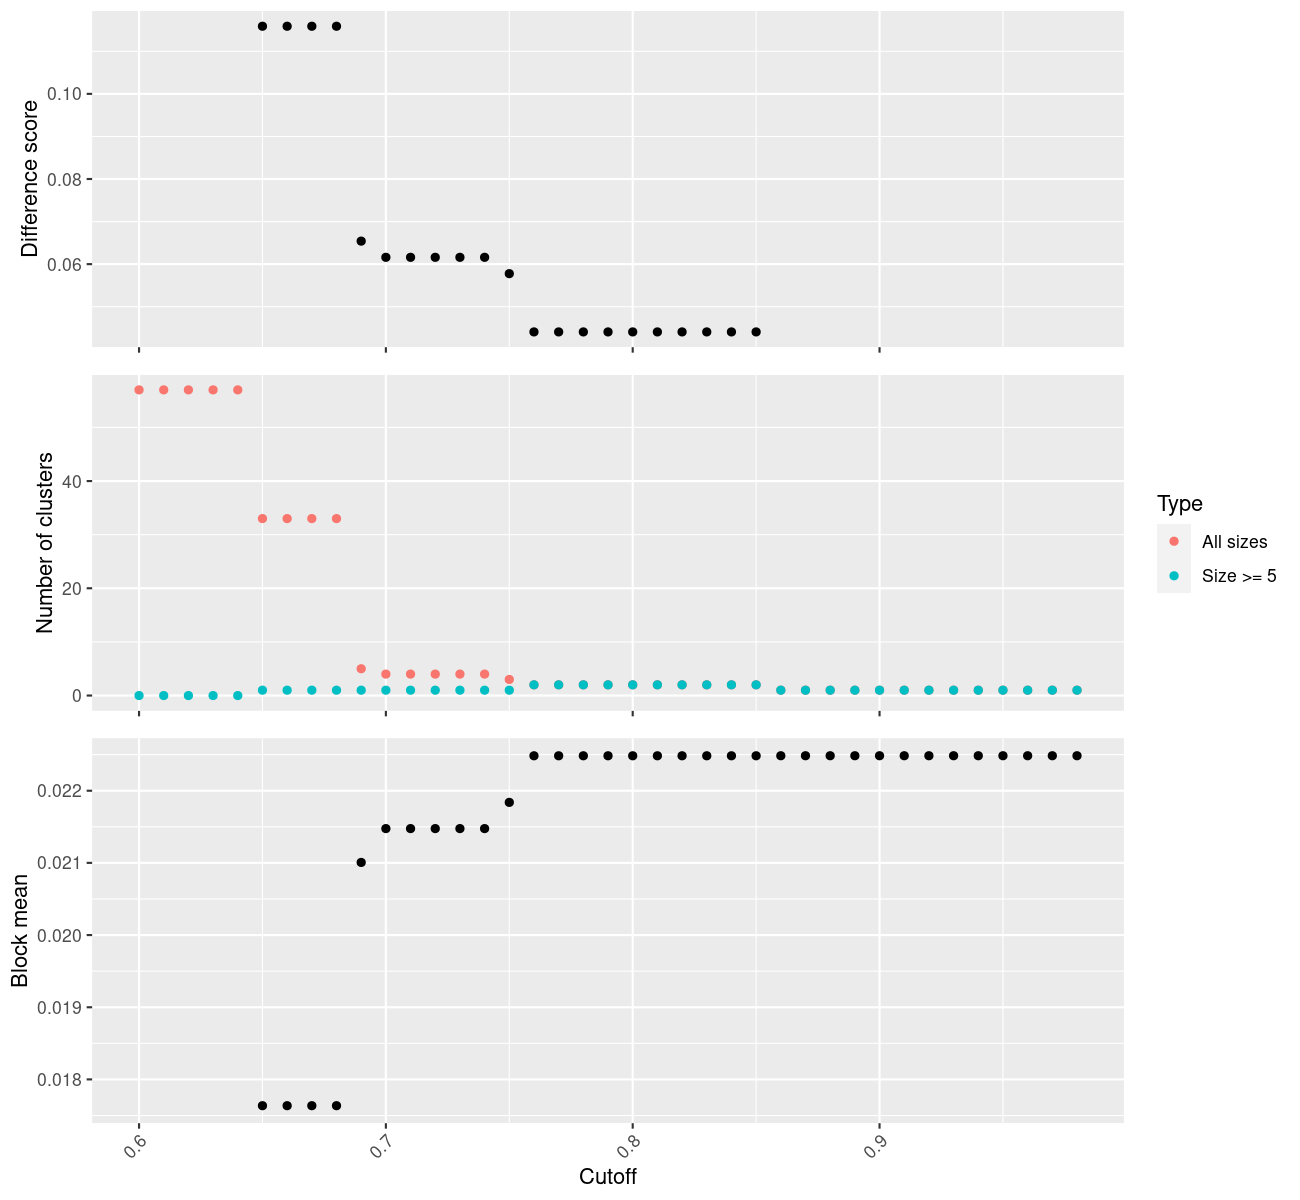 Difference score
0.10
0.08
0.06
Number of clusters
40
20
0
Type
All sizes
Size >= 5
Block mean
0.022
0.021
0.020
0.019
0.018
0.6
0.7
0.8
0.9
Cutoff